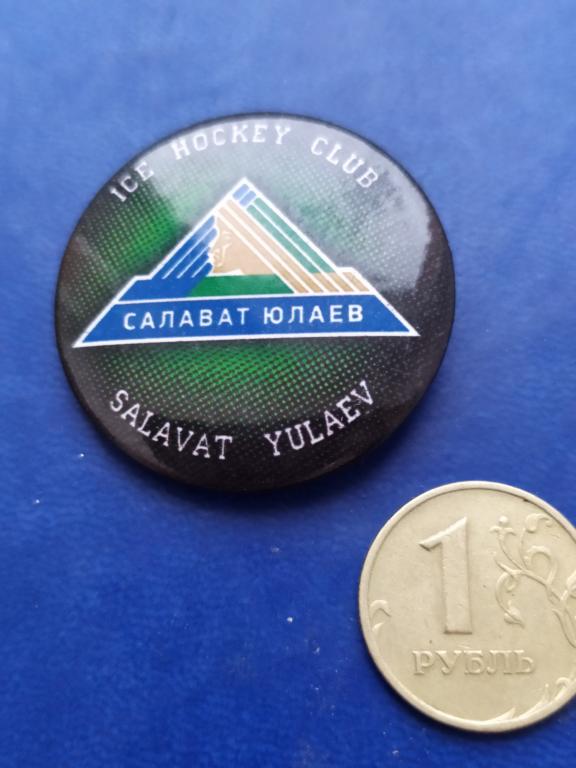 ICE HOCKEY CLUB
САЛАВАТ ЮЛАЕВ
SALAVAT YULAEV
1
РУБЛЬ